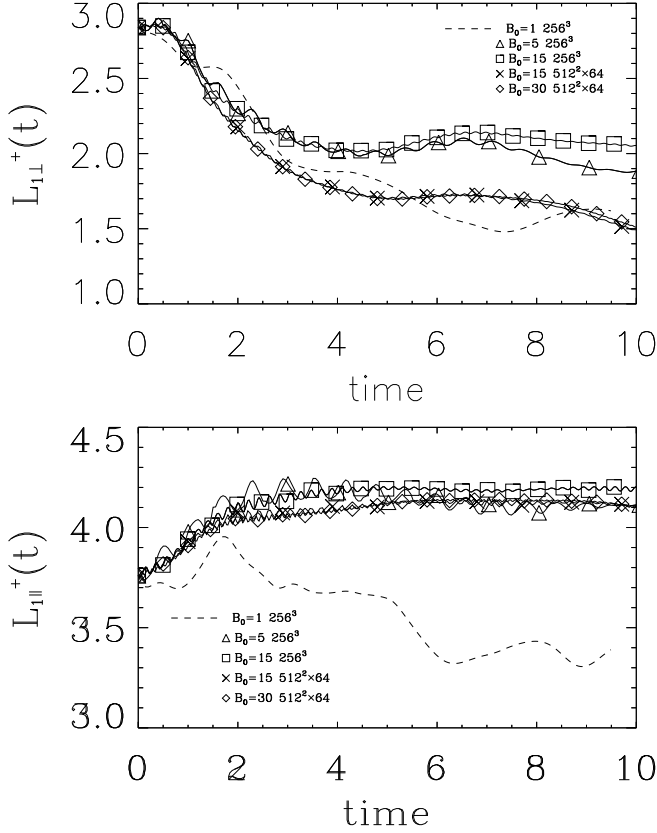 L₁⊥⁺(t)
3.0
2.5
2.0
1.5
1.0
B₀=1 256³
B₀=5 256³
B₀=15 256³
B₀=15 512²×64
B₀=30 512²×64
0 2 4 6 8 10
time
L₁∥⁺(t)
4.5
4.0
3.5
3.0
B₀=1 256³
B₀=5 256³
B₀=15 256³
B₀=15 512²×64
B₀=30 512²×64
0 2 4 6 8 10
time